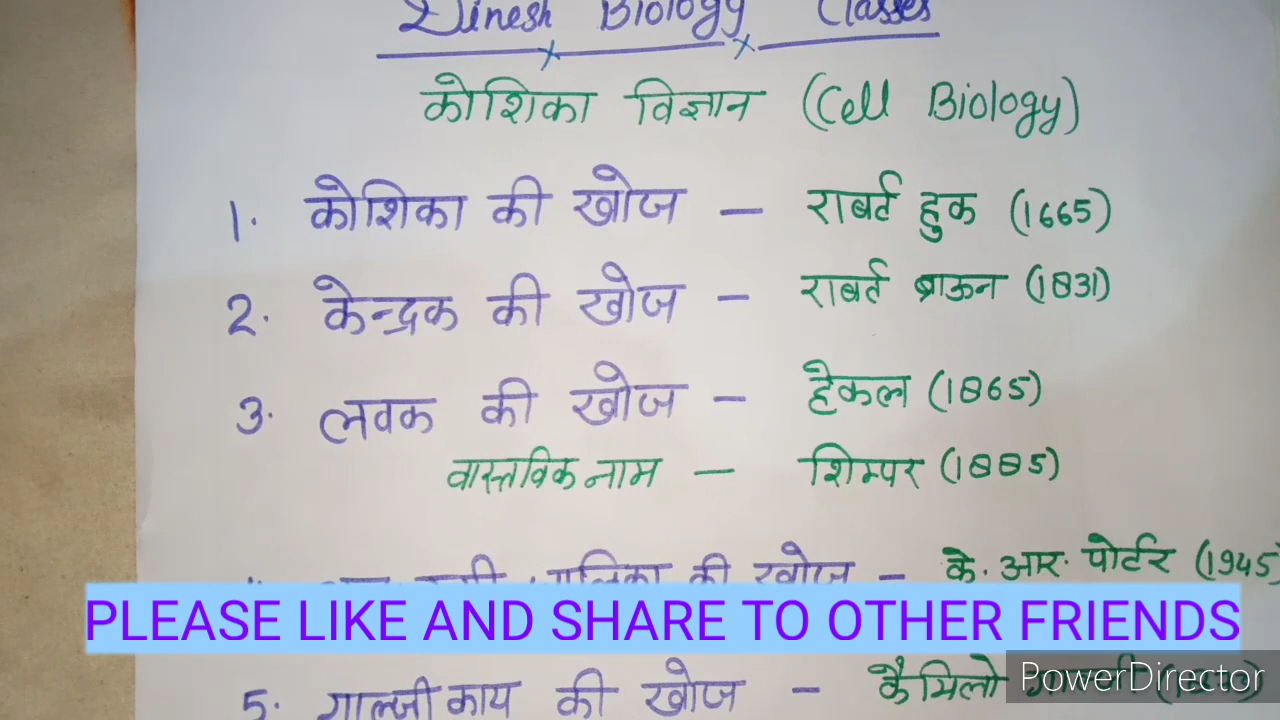 Dinesh Biology Classes
कोशिका विज्ञान (Cell Biology)
1. कोशिका की खोज – राबर्ट हुक (1665)
2. केन्द्रक की खोज – राबर्ट ब्राऊन (1831)
3. लवक की खोज – हेकल (1865)
वास्तविक नाम – शिम्पर (1885)
की खोज – के. आर. पोर्टर (1945)
PLEASE LIKE AND SHARE TO OTHER FRIENDS
5. गाल्जीकाय की खोज – कैमिलो
PowerDirector